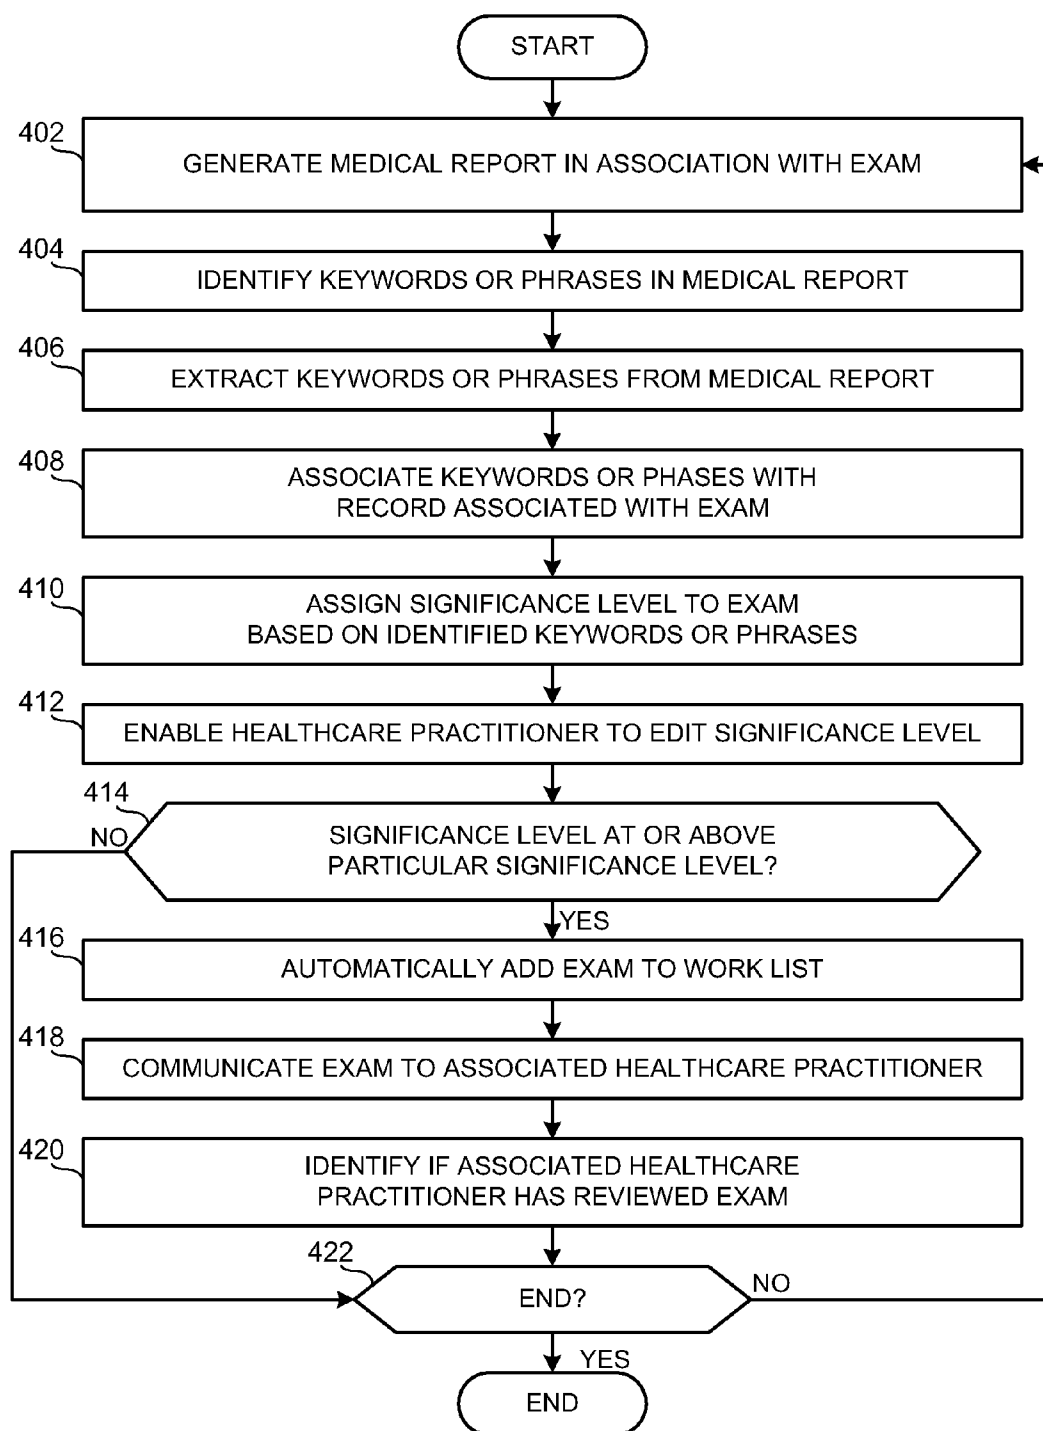 START
402
GENERATE MEDICAL REPORT IN ASSOCIATION WITH EXAM
404
IDENTIFY KEYWORDS OR PHRASES IN MEDICAL REPORT
406
EXTRACT KEYWORDS OR PHRASES FROM MEDICAL REPORT
408
ASSOCIATE KEYWORDS OR PHASES WITH
RECORD ASSOCIATED WITH EXAM
410
ASSIGN SIGNIFICANCE LEVEL TO EXAM
BASED ON IDENTIFIED KEYWORDS OR PHRASES
412
ENABLE HEALTHCARE PRACTITIONER TO EDIT SIGNIFICANCE LEVEL
414
NO
SIGNIFICANCE LEVEL AT OR ABOVE
PARTICULAR SIGNIFICANCE LEVEL?
YES
416
AUTOMATICALLY ADD EXAM TO WORK LIST
418
COMMUNICATE EXAM TO ASSOCIATED HEALTHCARE PRACTITIONER
420
IDENTIFY IF ASSOCIATED HEALTHCARE
PRACTITIONER HAS REVIEWED EXAM
422
END?
NO
YES
END